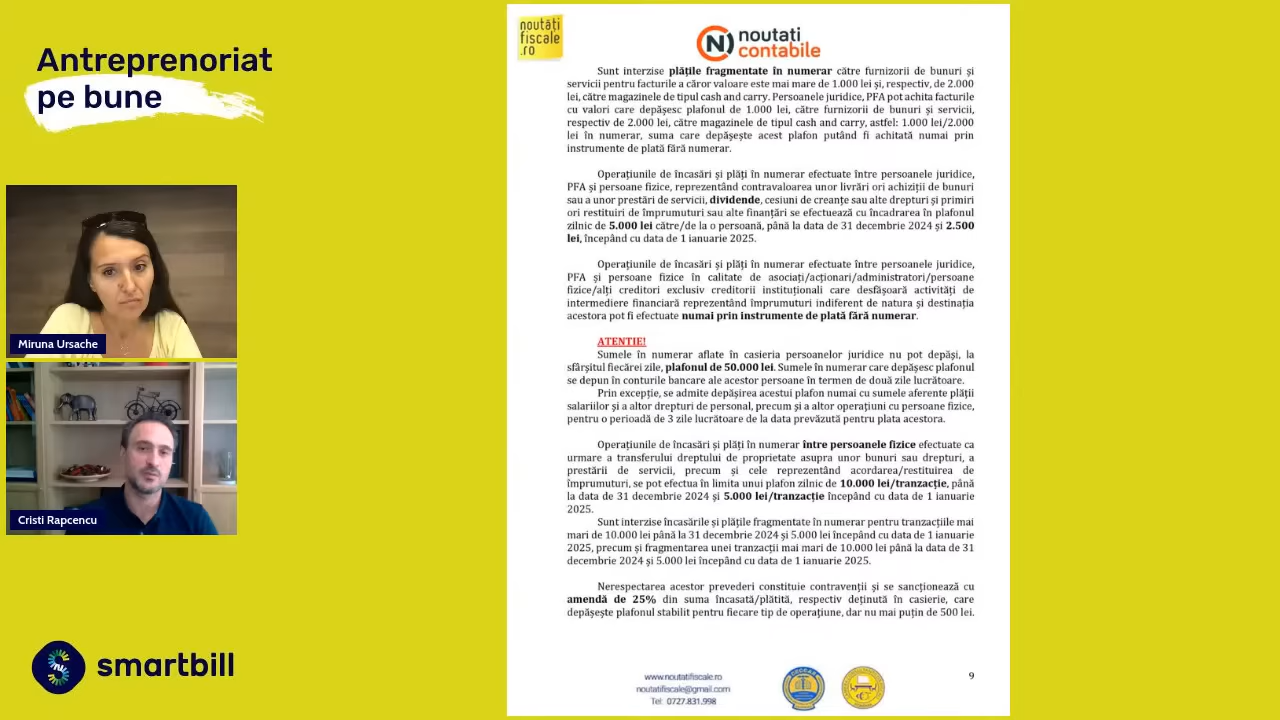 Antreprenoriat
pe bune
Miruna Ursache
Cristi Rapcencu
smartbill
noutăți
fiscale
.ro
noutati
contabile
Sunt interzise plățile fragmentate în numerar către furnizorii de bunuri și
servicii pentru facturile a căror valoare este mai mare de 1.000 lei și, respectiv, de 2.000
lei, către magazinele de tipul cash and carry. Persoanele juridice, PFA pot achita facturile
cu valori care depășesc plafonul de 1.000 lei, către furnizorii de bunuri și servicii,
respectiv de 2.000 lei, către magazinele de tipul cash and carry, astfel: 1.000 lei/2.000
lei în numerar, suma care depășește acest plafon putând fi achitată numai prin
instrumente de plată fără numerar.
Operațiunile de încasări și plăți în numerar efectuate între persoanele juridice,
PFA și persoane fizice, reprezentând contravaloarea unor livrări ori achiziții de bunuri
sau a unor prestări de servicii, dividende, cesiuni de creanțe sau alte drepturi și primiri
ori restituiri de împrumuturi sau alte finanțări se efectuează cu încadrarea în plafonul
zilnic de 5.000 lei către/de la o persoană, până la data de 31 decembrie 2024 și 2.500
lei, începând cu data de 1 ianuarie 2025.
Operațiunile de încasări și plăți în numerar efectuate între persoanele juridice,
PFA și persoane fizice în calitate de asociați/acționari/administratori/persoane
fizice/alți creditori exclusiv creditorii instituționali care desfășoară activități de
intermediere financiară reprezentând împrumuturi indiferent de natura și destinația
acestora pot fi efectuate numai prin instrumente de plată fără numerar.
ATENTIE!
Sumele în numerar aflate în casieria persoanelor juridice nu pot depăși, la
sfârșitul fiecărei zile, plafonul de 50.000 lei. Sumele în numerar care depășesc plafonul
se depun în conturile bancare ale acestor persoane în termen de două zile lucrătoare.
Prin excepție, se admite depășirea acestui plafon numai cu sumele aferente plății
salariilor și a altor drepturi de personal, precum și a altor operațiuni cu persoane fizice,
pentru o perioadă de 3 zile lucrătoare de la data prevăzută pentru plata acestora.
Operațiunile de încasări și plăți în numerar între persoanele fizice efectuate ca
urmare a transferului dreptului de proprietate asupra unor bunuri sau drepturi, a
prestării de servicii, precum și cele reprezentând acordarea/restituirea de
împrumuturi, se pot efectua în limita unui plafon zilnic de 10.000 lei/tranzacție, până
la data de 31 decembrie 2024 și 5.000 lei/tranzacție începând cu data de 1 ianuarie
2025.
Sunt interzise încasările și plățile fragmentate în numerar pentru tranzacțiile mai
mari de 10.000 lei până la 31 decembrie 2024 și 5.000 lei începând cu data de 1 ianuarie
2025, precum și fragmentarea unei tranzacții mai mari de 10.000 lei până la data de 31
decembrie 2024 și 5.000 lei începând cu data de 1 ianuarie 2025.
Nerespectarea acestor prevederi constituie contravenții și se sancționează cu
amendă de 25% din suma încasată/plătită, respectiv deținută în casierie, care
depășește plafonul stabilit pentru fiecare tip de operațiune, dar nu mai puțin de 500 lei.
www.noutatifiscale.ro
noutatifiscale@gmail.com
Tel: 0727.831.998
9